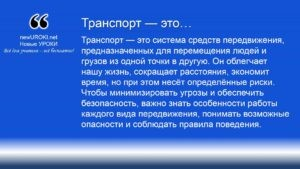 newUROKI.net
Новые УРОКИ
Всё для учителя - всё бесплатно!
Транспорт — это...
Транспорт — это система средств передвижения,
предназначенных для перемещения людей и
грузов из одной точки в другую. Он облегчает
нашу жизнь, сокращает расстояния, экономит
время, но при этом несёт определённые риски.
Чтобы минимизировать угрозы и обеспечить
безопасность, важно знать особенности работы
каждого вида передвижения, понимать возможные
опасности и соблюдать правила поведения.